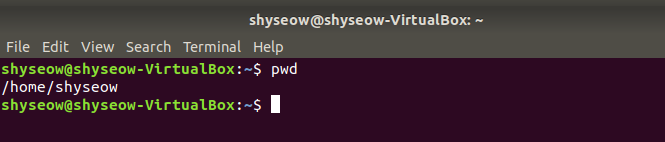 shyseow@shyseow-VirtualBox: ~
File Edit View Search Terminal Help
shyseow@shyseow-VirtualBox:~$ pwd
/home/shyseow
shyseow@shyseow-VirtualBox:~$